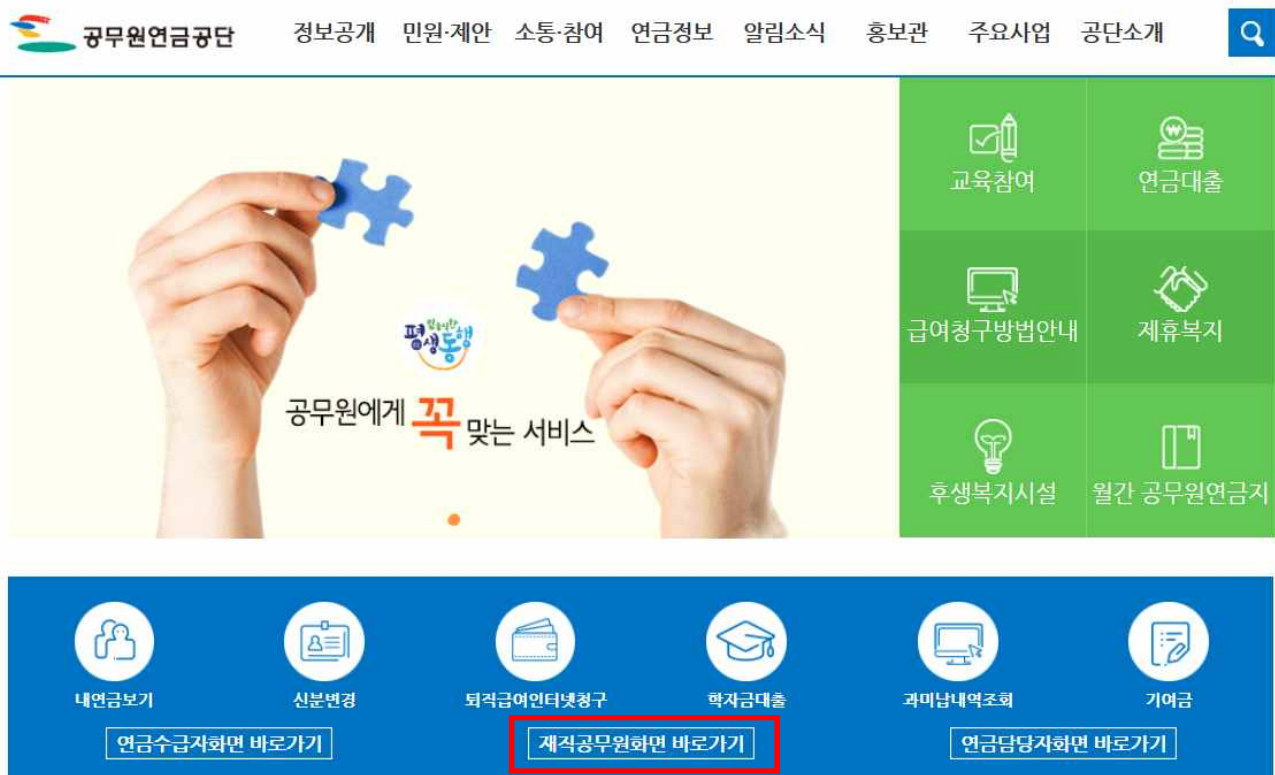 공무원연금공단 정보공개 민원·제안 소통·참여 연금정보 알림소식 홍보관 주요사업 공단소개
교육참여 연금대출
급여청구방법안내 제휴복지
평생동행
공무원에게 꼭 맞는 서비스
후생복지시설 월간 공무원연금지
내연금보기 신분변경 퇴직급여인터넷청구 학자금대출 과미납내역조회 기여금
연금수급자화면 바로가기 재직공무원화면 바로가기 연금담당자화면 바로가기